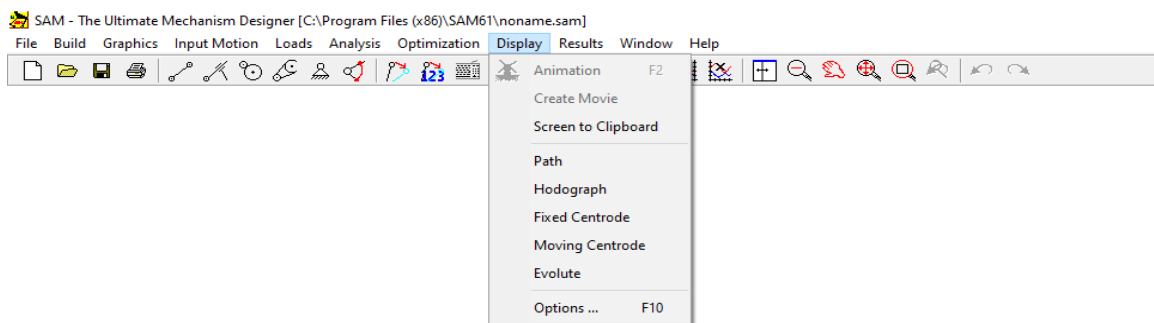 SAM - The Ultimate Mechanism Designer [C:\Program Files (x86)\SAM61\noname.sam]
File Build Graphics Input Motion Loads Analysis Optimization Display Results Window Help
123
Animation F2
Create Movie
Screen to Clipboard
Path
Hodograph
Fixed Centrode
Moving Centrode
Evolute
Options ... F10